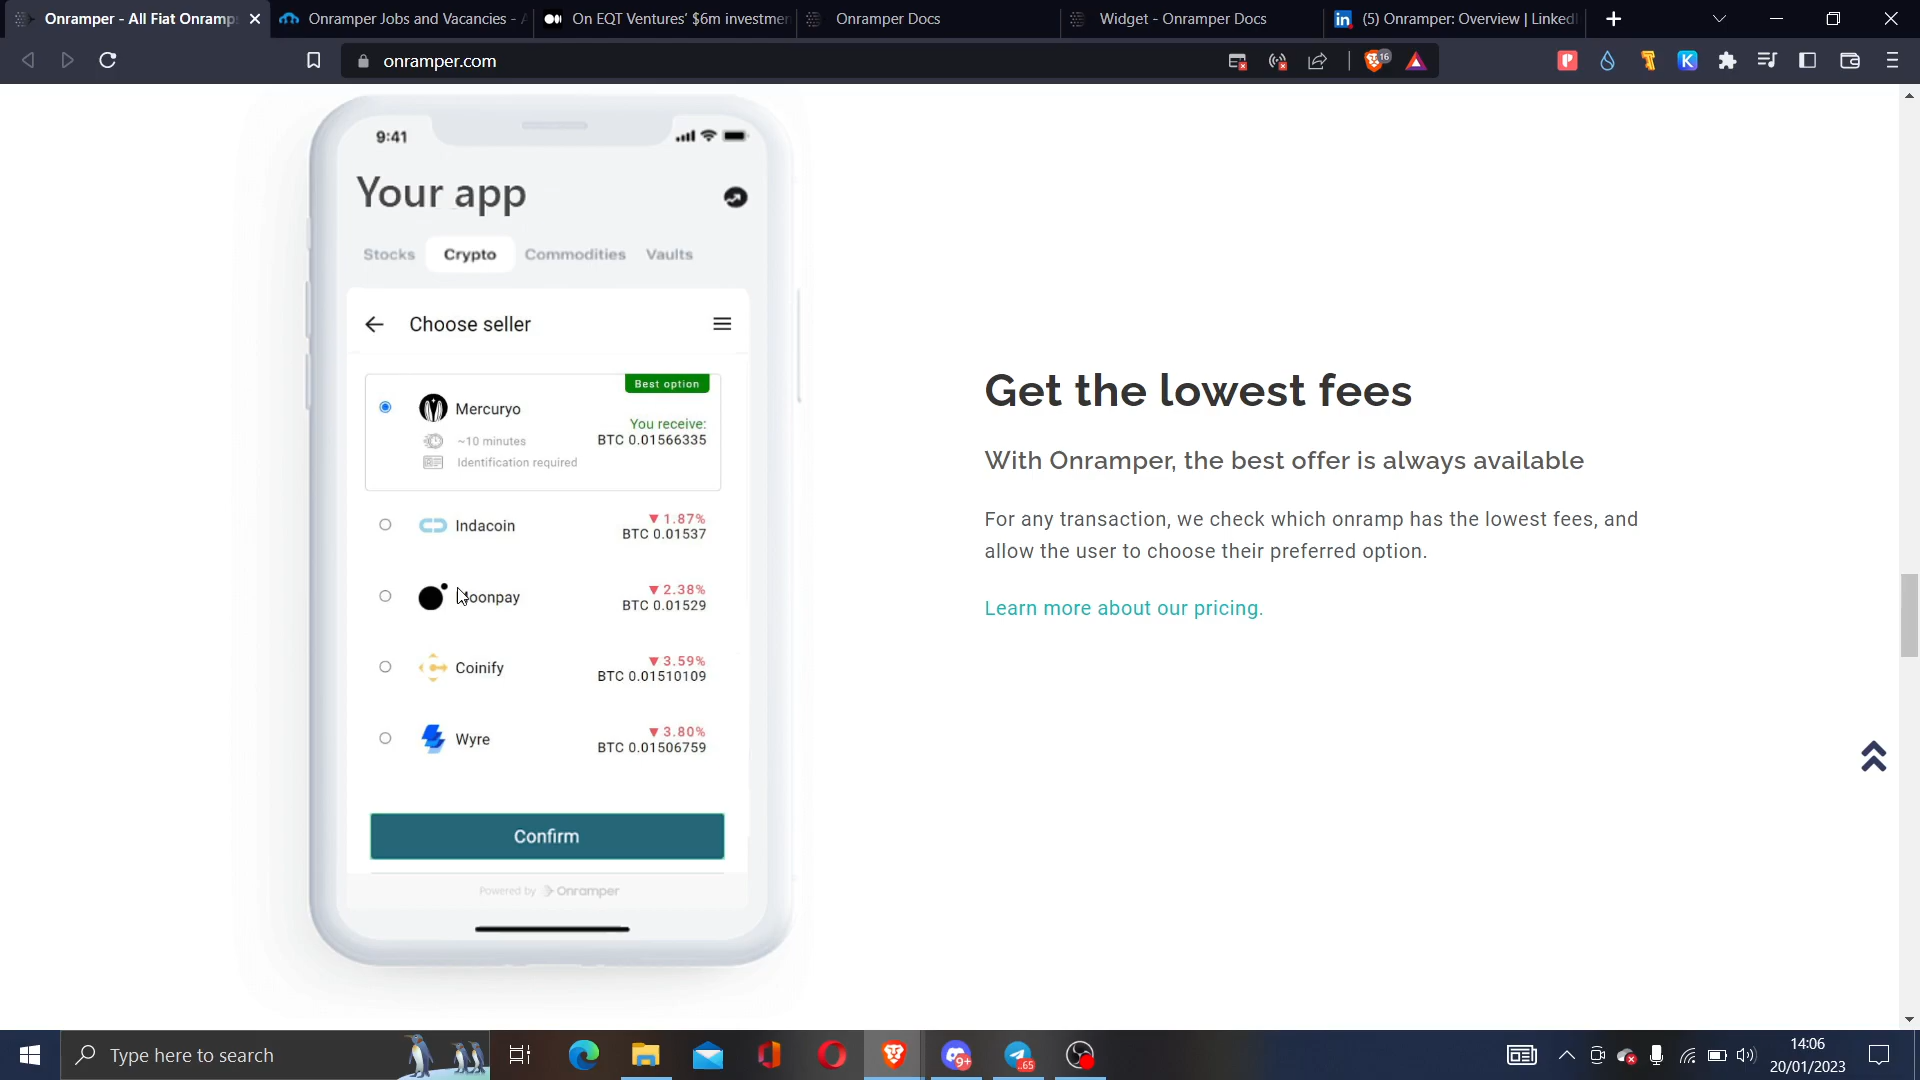 Onramper - All Fiat Onramp
Onramper Jobs and Vacancies - A
On EQT Ventures' $6m investmen
Onramper Docs
Widget - Onramper Docs
(5) Onramper: Overview | LinkedI
onramper.com
16
9:41
Your app
Stocks
Crypto
Commodities
Vaults
Choose seller
Best option
Mercuryo
You receive:
~10 minutes
BTC 0.01566335
Identification required
Indacoin
▼ 1.87%
BTC 0.01537
oonpay
▼ 2.38%
BTC 0.01529
Coinify
▼ 3.59%
BTC 0.01510109
Wyre
▼ 3.80%
BTC 0.01506759
Confirm
Powered by Onramper
Get the lowest fees
With Onramper, the best offer is always available
For any transaction, we check which onramp has the lowest fees, and
allow the user to choose their preferred option.
Learn more about our pricing.
Type here to search
9+
65
14:06
20/01/2023